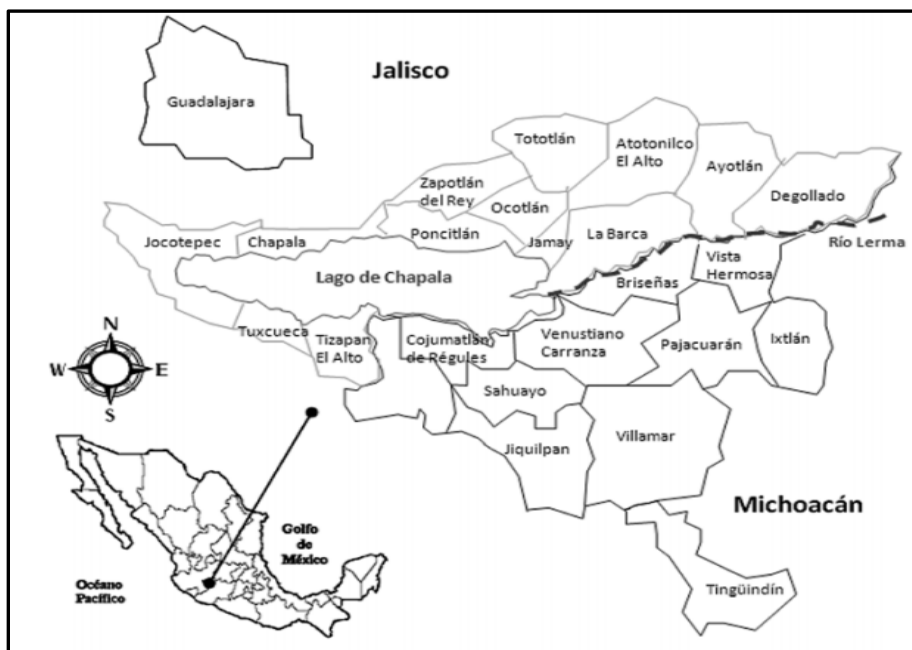 Jalisco
Guadalajara
Tototlán
Atotonilco
El Alto
Ayotlán
Zapotlán
del Rey
Degollado
Ocotlán
Jocotepec
Chapala
Poncitlán
Jamay
La Barca
Río Lerma
Vista
Hermosa
Lago de Chapala
Briseñas
Tuxcueca
Tizapan
El Alto
Cojumatlán
de Régules
Venustiano
Carranza
Pajacuarán
Ixtlán
N
W
E
S
Sahuayo
Jiquilpan
Villamar
Michoacán
Golfo
de
México
Océano
Pacífico
Tingüindín